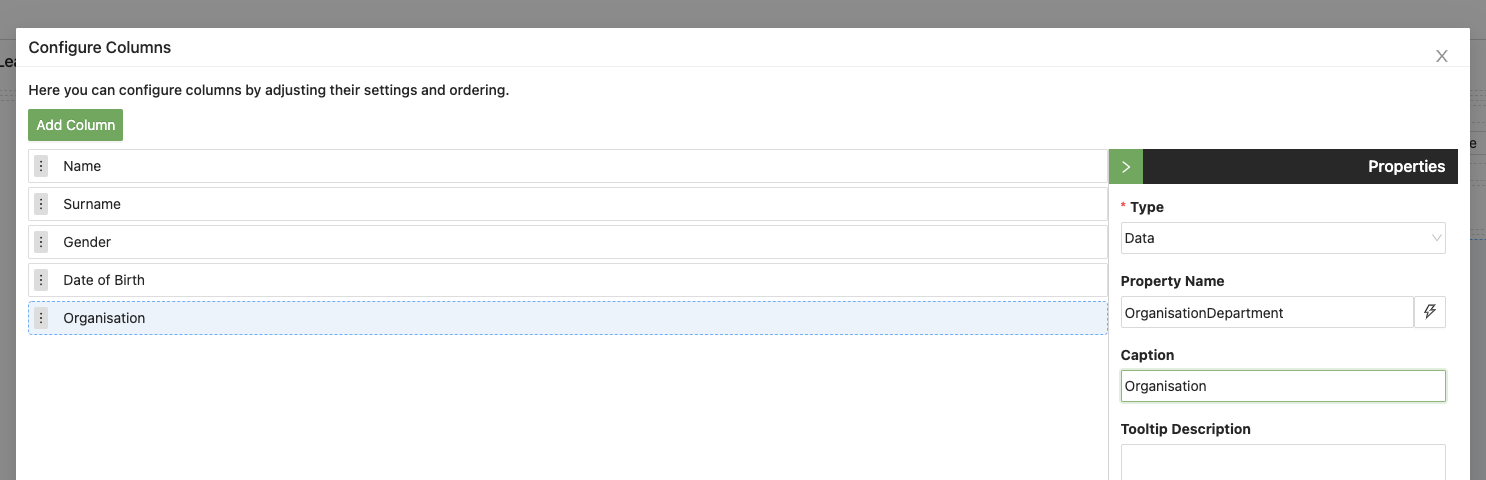 Configure Columns
Here you can configure columns by adjusting their settings and ordering.
Add Column
Name
Surname
Gender
Date of Birth
Organisation
Properties
* Type
Data
Property Name
OrganisationDepartment
Caption
Organisation
Tooltip Description